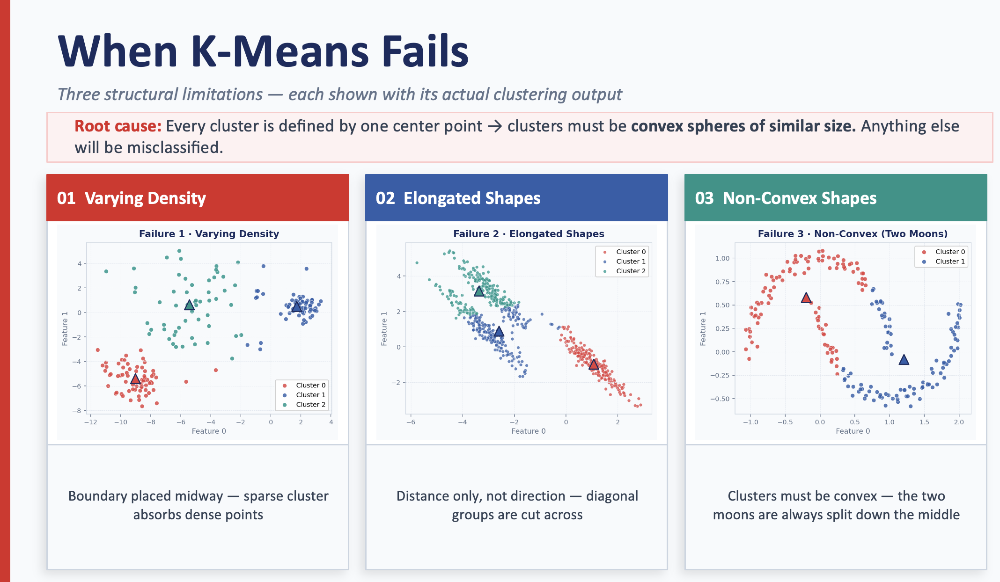 When K-Means Fails
Three structural limitations — each shown with its actual clustering output
Root cause: Every cluster is defined by one center point → clusters must be convex spheres of similar size. Anything else
will be misclassified.
01 Varying Density
Failure 1 · Varying Density
Feature 1
4
2
0
−2
−4
−6
−8
−12
−10
−8
−6
−4
−2
0
2
4
Feature 0
Cluster 0
Cluster 1
Cluster 2
Boundary placed midway — sparse cluster
absorbs dense points
02 Elongated Shapes
Failure 2 · Elongated Shapes
Cluster 0
Cluster 1
Cluster 2
Feature 1
4
2
0
−2
−6
−4
−2
0
2
Feature 0
Distance only, not direction — diagonal
groups are cut across
03 Non-Convex Shapes
Failure 3 · Non-Convex (Two Moons)
Cluster 0
Cluster 1
Feature 1
1.00
0.75
0.50
0.25
0.00
−0.25
−0.50
−1.0
−0.5
0.0
0.5
1.0
1.5
2.0
Feature 0
Clusters must be convex — the two
moons are always split down the middle